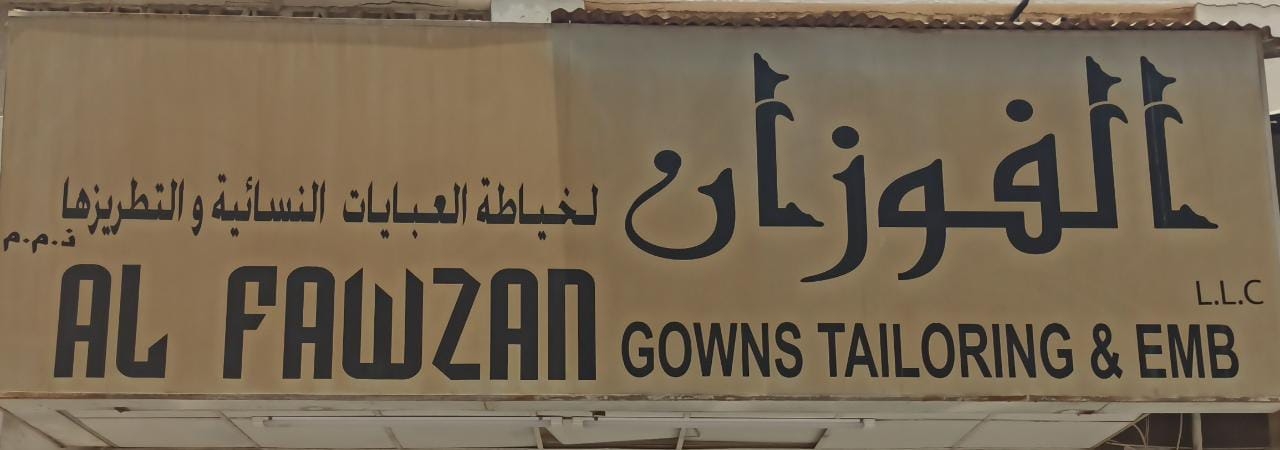 الفوزان
لخياطة العبايات النسائية و التطريزها
ذ.م.م
AL FAWZAN
GOWNS TAILORING & EMB
L.L.C